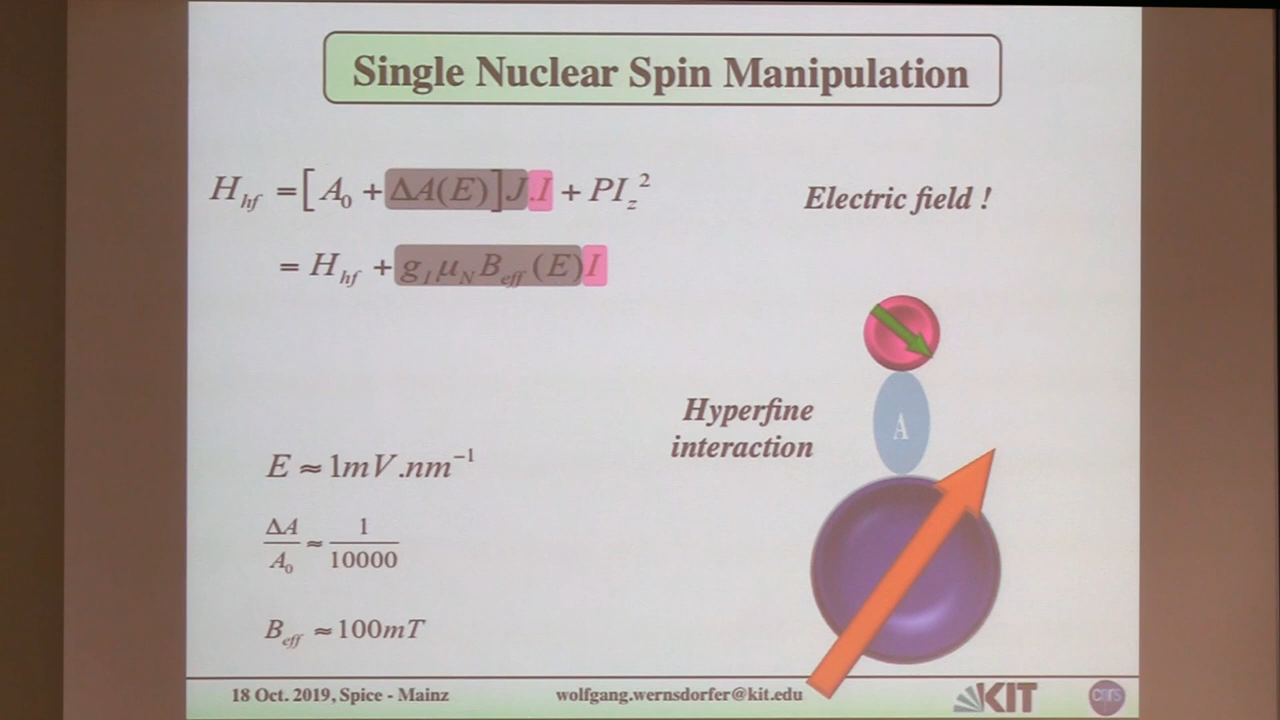 Single Nuclear Spin Manipulation
H_hf =[A_0 + ΔA(E)]J.I + PI_z^2
Electric field !
= H_hf + g_I μ_N B_eff (E)I
A
Hyperfine
interaction
E ≈ 1mV.nm^-1
ΔA/A_0 ≈ 1/10000
B_eff ≈ 100mT
18 Oct. 2019, Spice - Mainz
wolfgang.wernsdorfer@kit.edu
KIT
cnrs